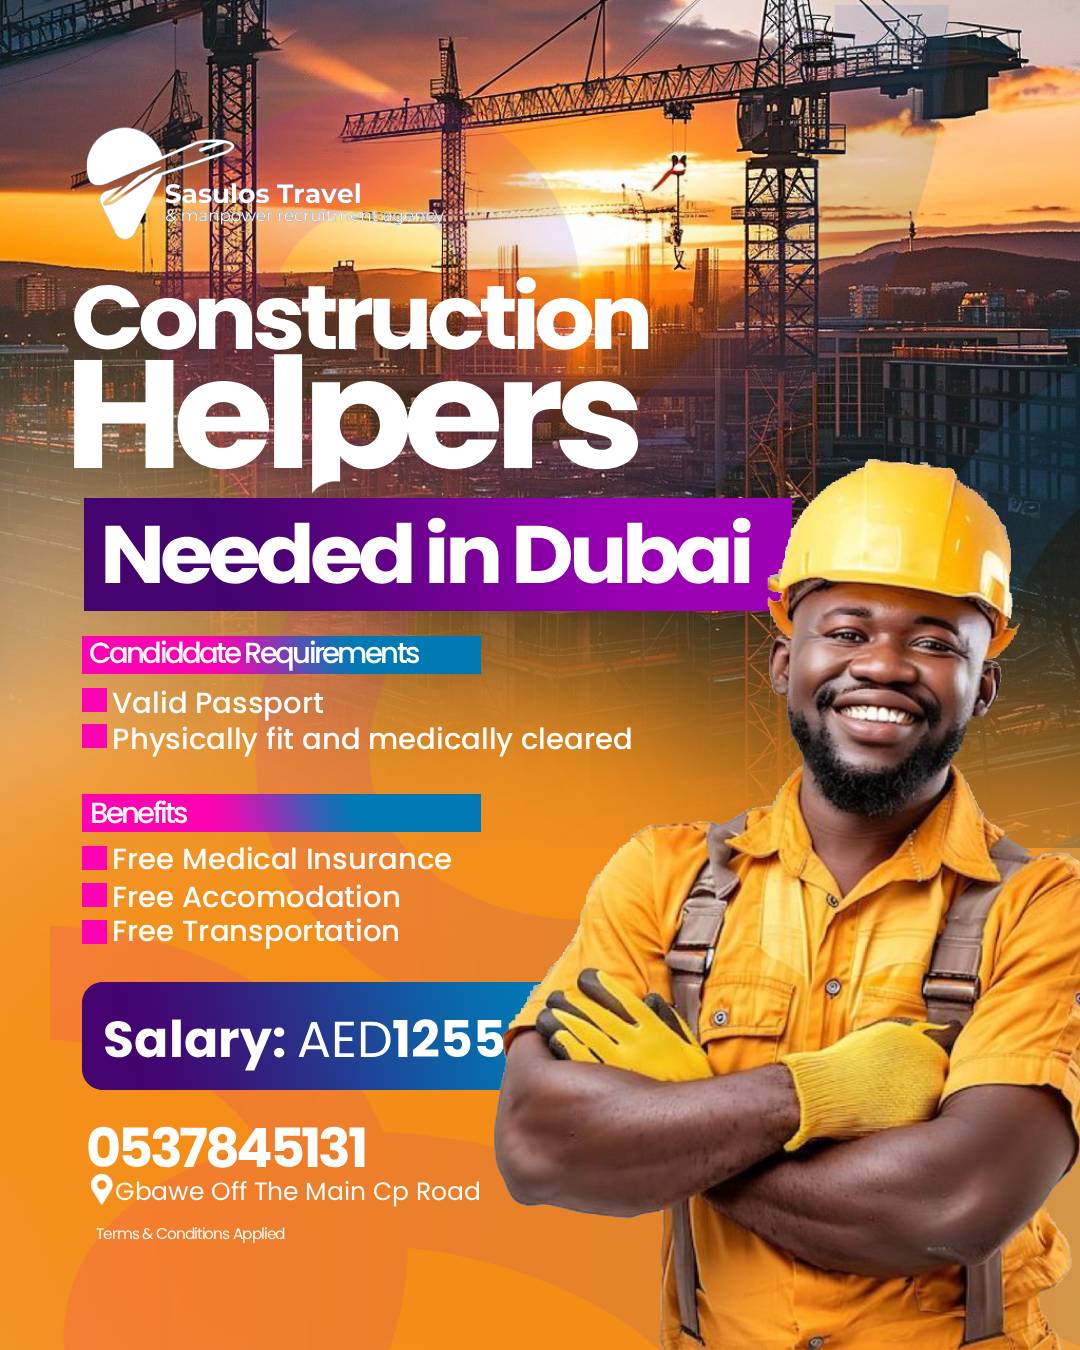 Sasulos Travel
& manpower recruitment agency
Construction
Helpers
Needed in Dubai
Candiddate Requirements
Valid Passport
Physically fit and medically cleared
Benefits
Free Medical Insurance
Free Accomodation
Free Transportation
Salary: AED1255
0537845131
Gbawe Off The Main Cp Road
Terms & Conditions Applied